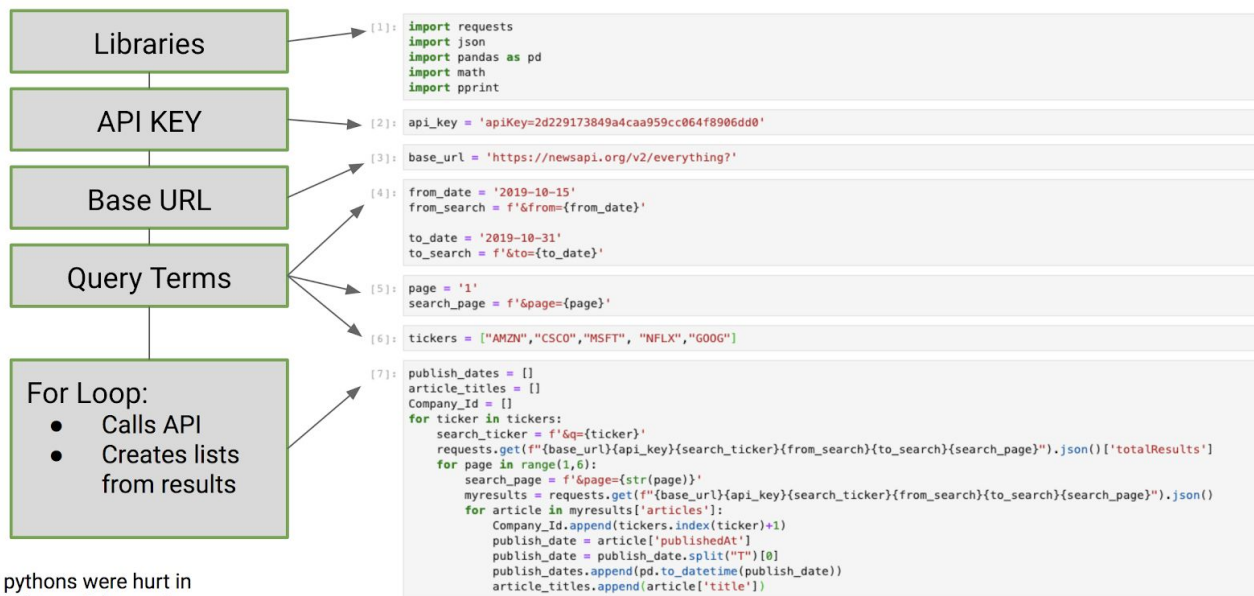 Libraries
API KEY
Base URL
Query Terms
For Loop:
● Calls API
● Creates lists
from results
pythons were hurt in
[1]: import requests
import json
import pandas as pd
import math
import pprint
[2]: api_key = 'apiKey=2d229173849a4caa959cc064f8906dd0'
[3]: base_url = 'https://newsapi.org/v2/everything?'
[4]: from_date = '2019-10-15'
from_search = f'&from={from_date}'
to_date = '2019-10-31'
to_search = f'&to={to_date}'
[5]: page = '1'
search_page = f'&page={page}'
[6]: tickers = ["AMZN","CSCO","MSFT", "NFLX","GOOG"]
[7]: publish_dates = []
article_titles = []
Company_Id = []
for ticker in tickers:
    search_ticker = f'&q={ticker}'
    requests.get(f"{base_url}{api_key}{search_ticker}{from_search}{to_search}{search_page}").json()['totalResults']
    for page in range(1,6):
        search_page = f'&page={str(page)}'
        myresults = requests.get(f"{base_url}{api_key}{search_ticker}{from_search}{to_search}{search_page}").json()
        for article in myresults['articles']:
            Company_Id.append(tickers.index(ticker)+1)
            publish_date = article['publishedAt']
            publish_date = publish_date.split("T")[0]
            publish_dates.append(pd.to_datetime(publish_date))
            article_titles.append(article['title'])